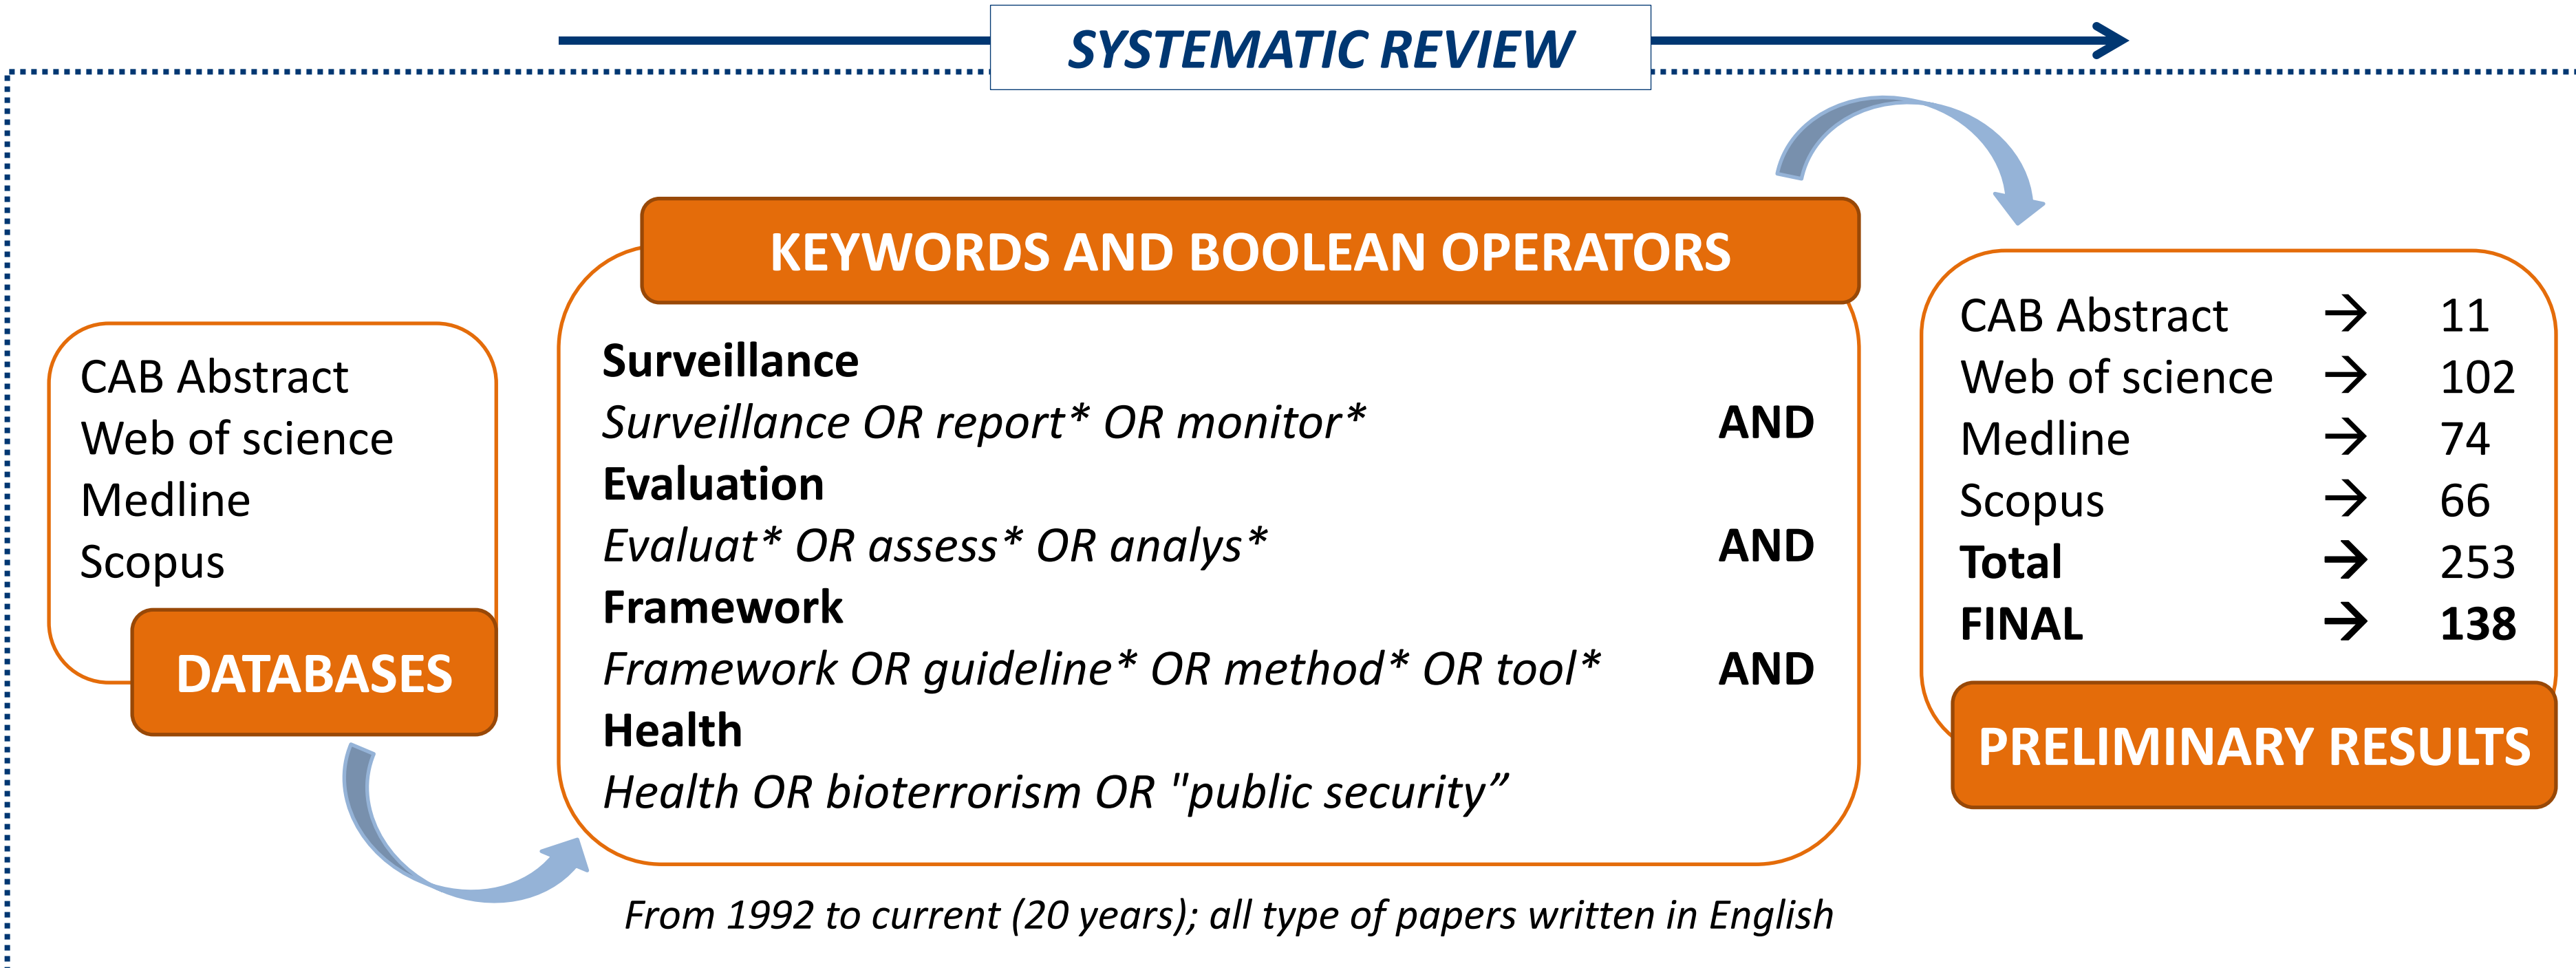 SYSTEMATIC REVIEW
CAB Abstract
Web of science
Medline
Scopus
DATABASES
KEYWORDS AND BOOLEAN OPERATORS
Surveillance
Surveillance OR report* OR monitor* AND
Evaluation
Evaluat* OR assess* OR analys* AND
Framework
Framework OR guideline* OR method* OR tool* AND
Health
Health OR bioterrorism OR "public security”
From 1992 to current (20 years); all type of papers written in English
CAB Abstract → 11
Web of science → 102
Medline → 74
Scopus → 66
Total → 253
FINAL → 138
PRELIMINARY RESULTS